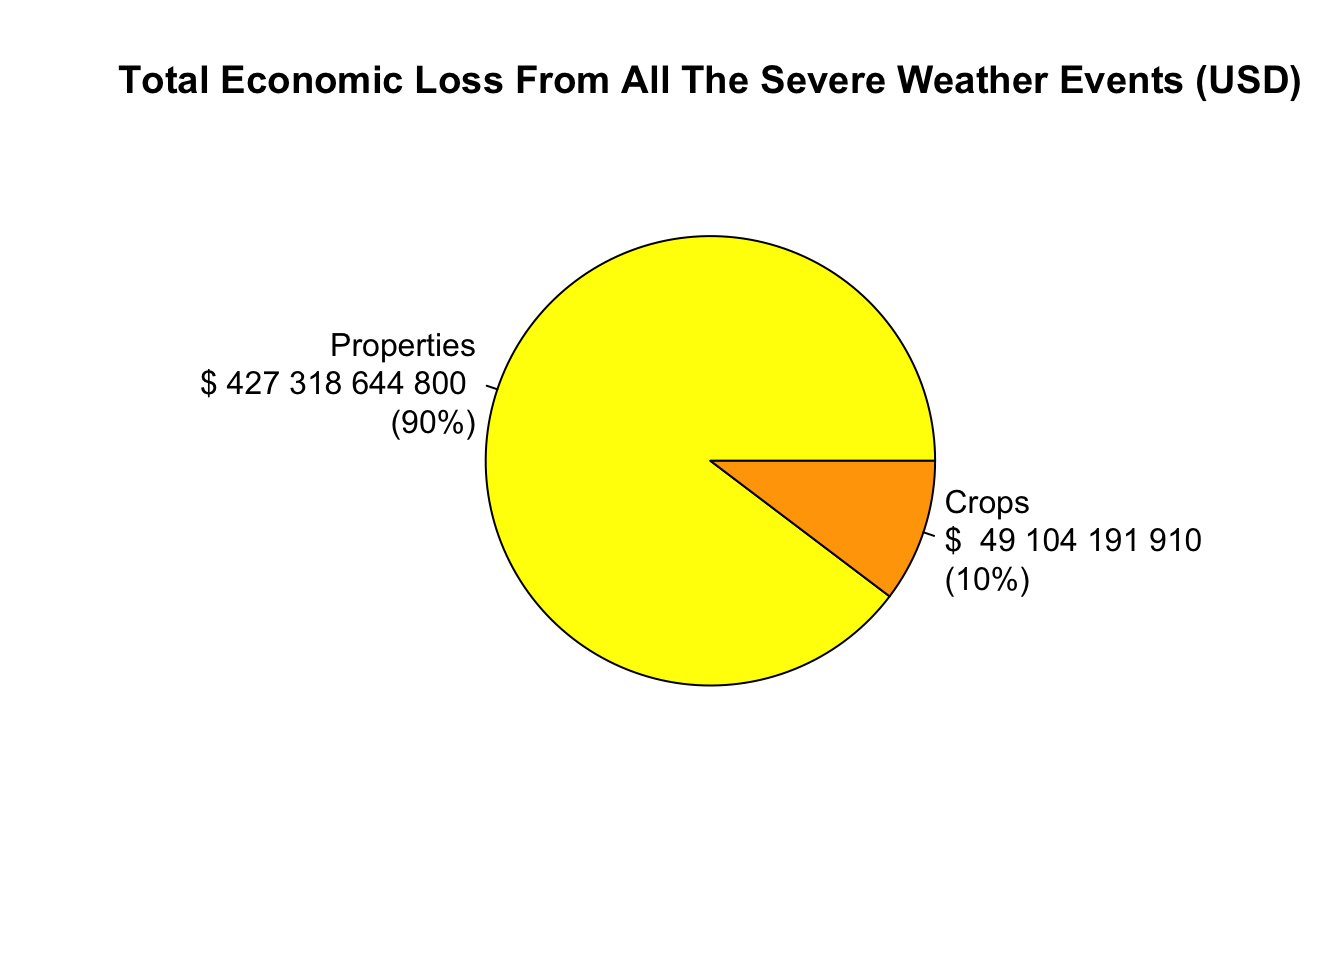 Total Economic Loss From All The Severe Weather Events (USD)
Properties
$ 427 318 644 800
(90%)
Crops
$  49 104 191 910
(10%)